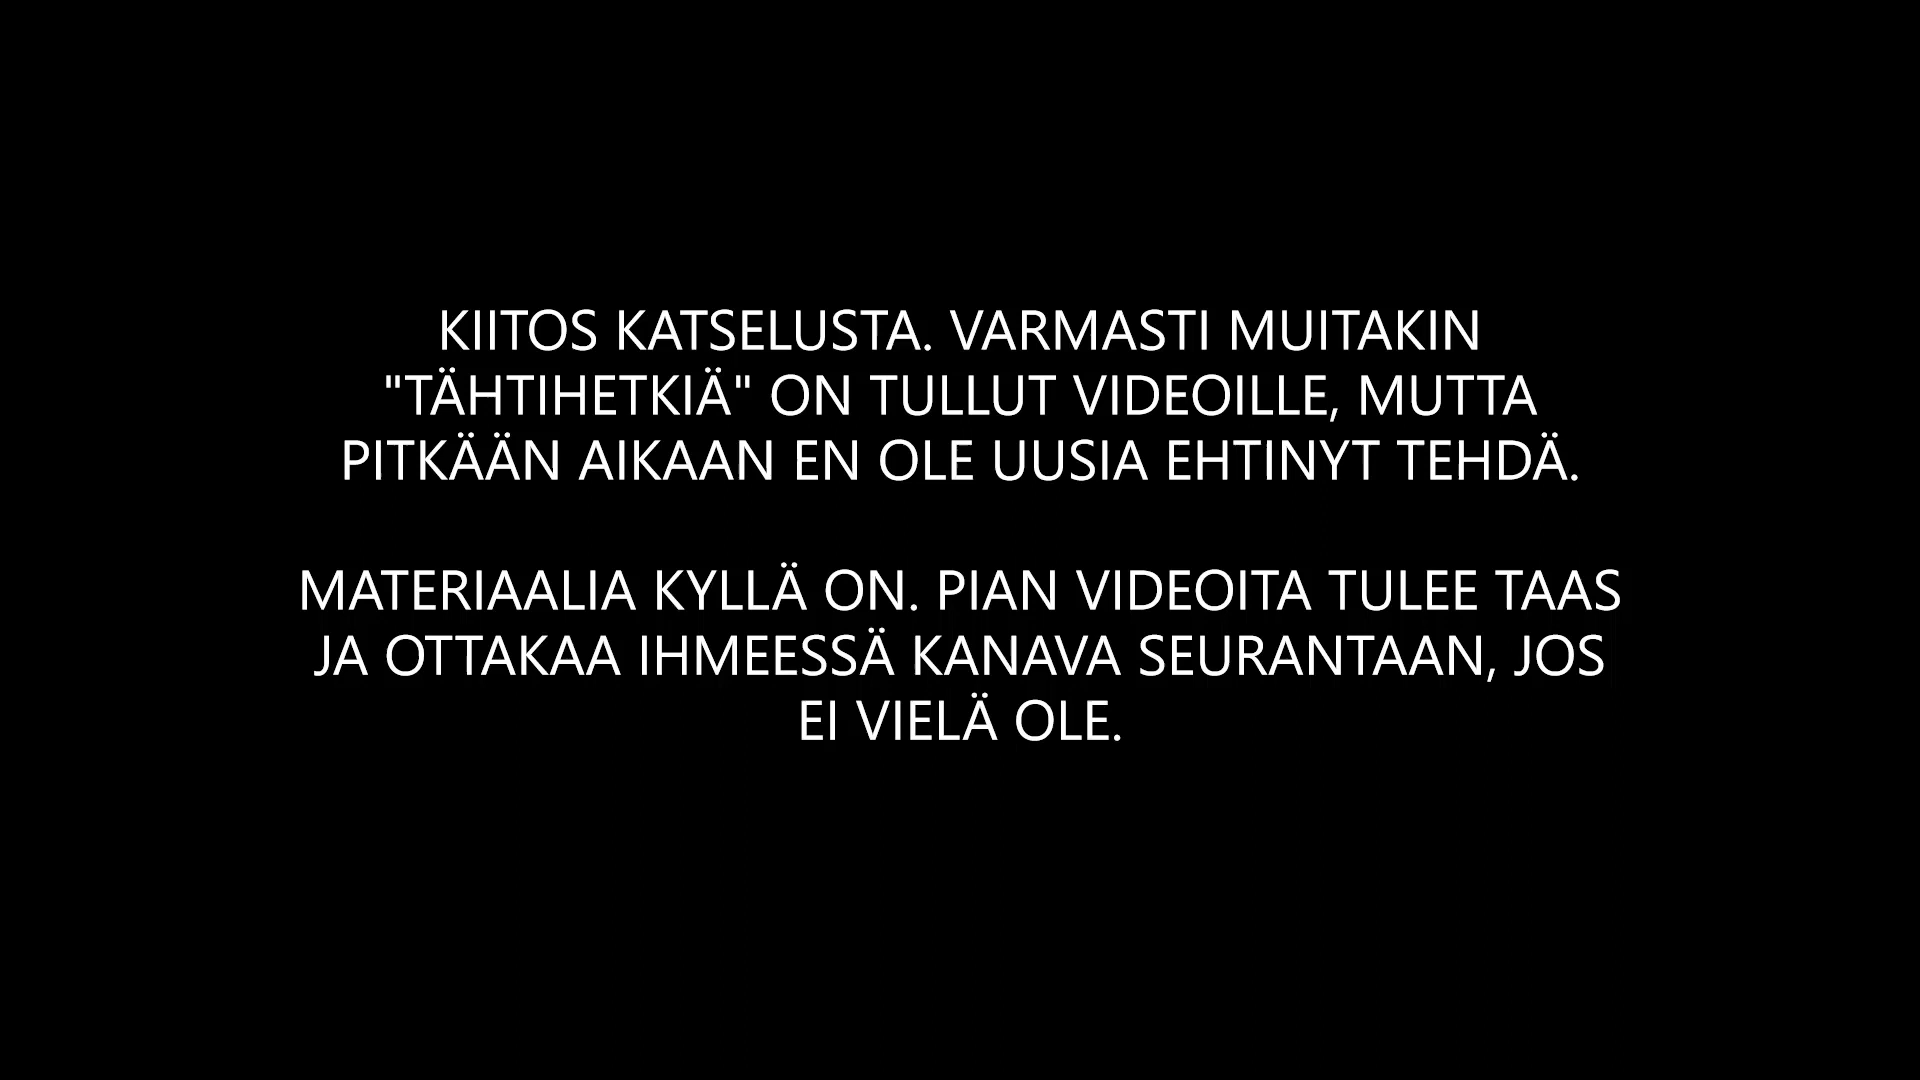 KIITOS KATSELUSTA. VARMASTI MUITAKIN
"TÄHTIHETKIÄ" ON TULLUT VIDEOILLE, MUTTA
PITKÄÄN AIKAAN EN OLE UUSIA EHTINYT TEHDÄ.
MATERIAALIA KYLLÄ ON. PIAN VIDEOITA TULEE TAAS
JA OTTAKAA IHMEESSÄ KANAVA SEURANTAAN, JOS
EI VIELÄ OLE.